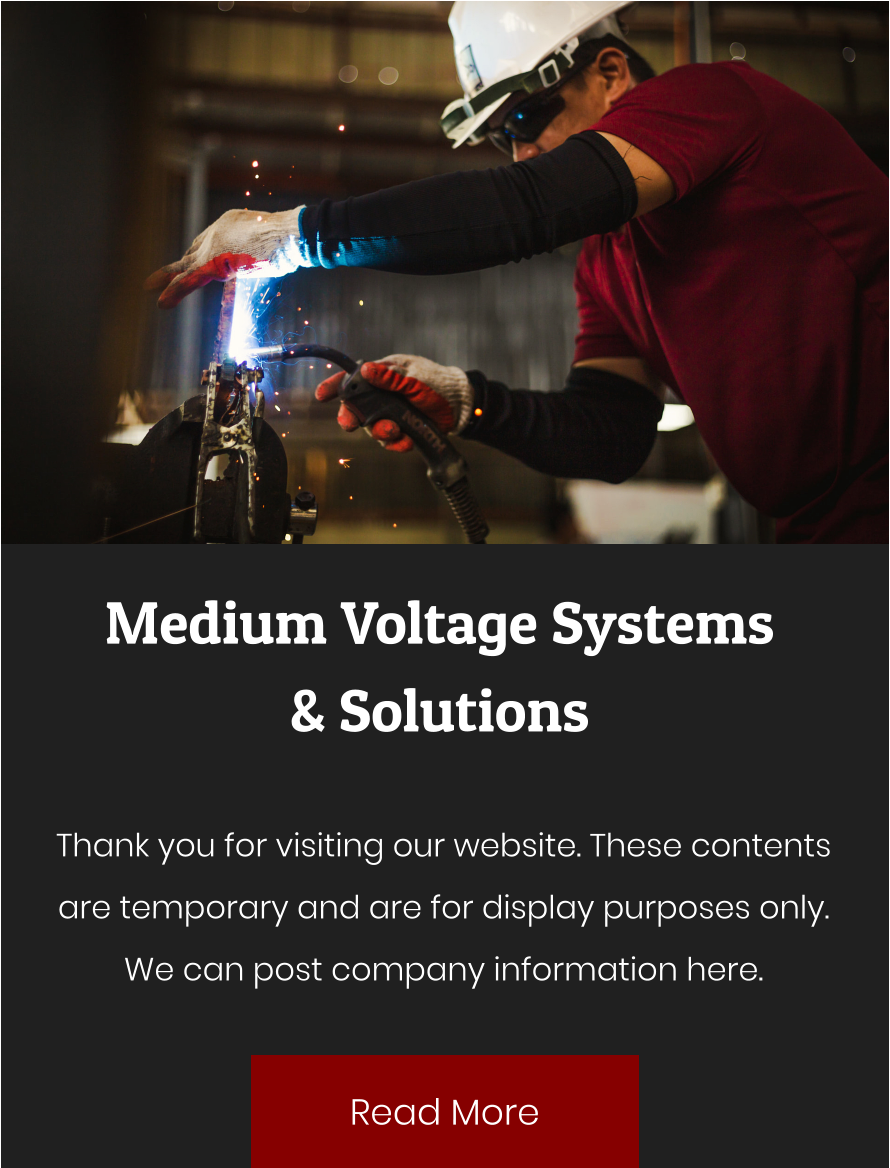 NORTH
Medium Voltage Systems
& Solutions
Thank you for visiting our website. These contents
are temporary and are for display purposes only.
We can post company information here.
Read More